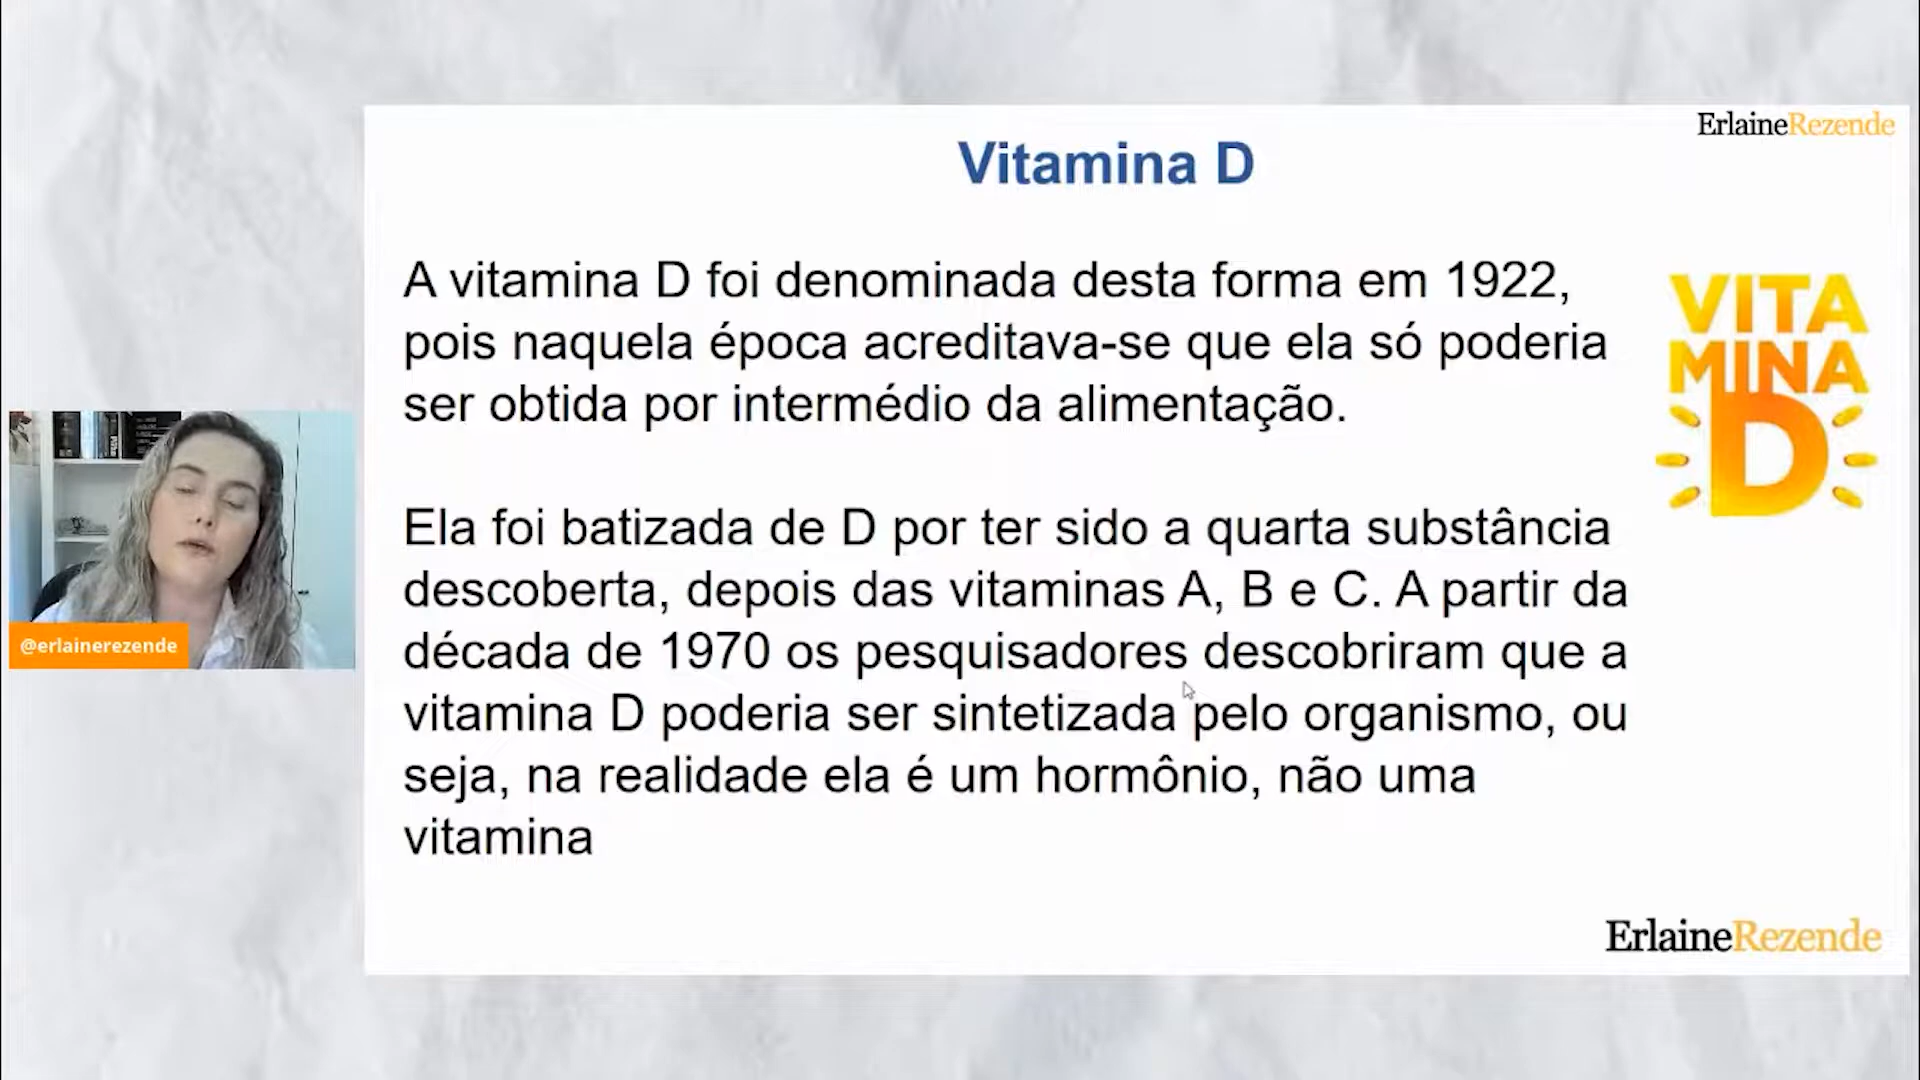 ErlaineRezende
Vitamina D
A vitamina D foi denominada desta forma em 1922,
pois naquela época acreditava-se que ela só poderia
ser obtida por intermédio da alimentação.
VITA
MINA
D
Ela foi batizada de D por ter sido a quarta substância
descoberta, depois das vitaminas A, B e C. A partir da
década de 1970 os pesquisadores descobriram que a
vitamina D poderia ser sintetizada pelo organismo, ou
seja, na realidade ela é um hormônio, não uma
vitamina
@erlainerezende
ErlaineRezende